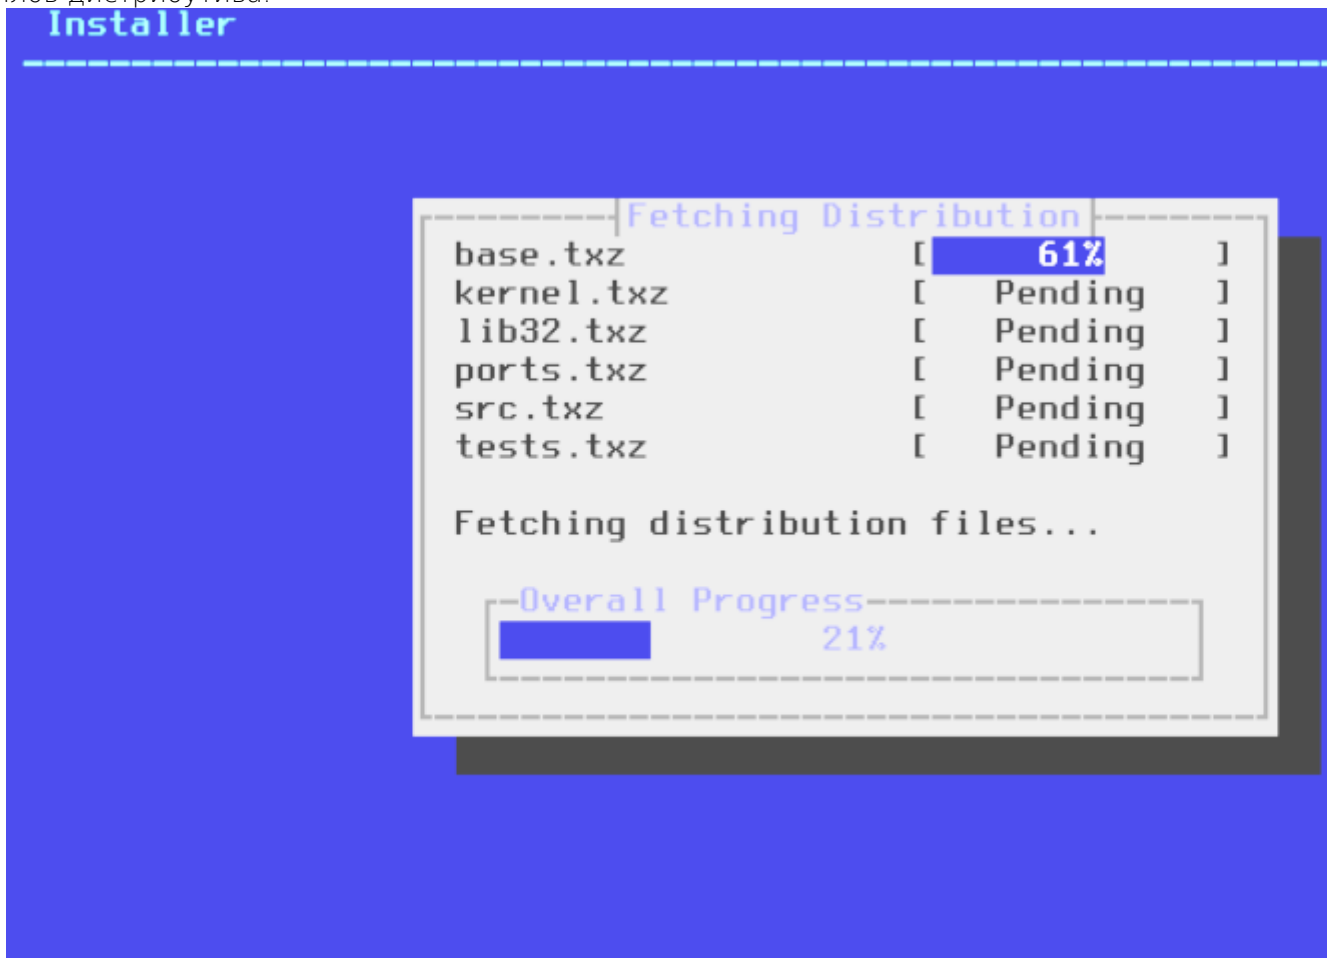 дистрибутива.
Installer
Fetching Distribution
base.txz [ 61% ]
kernel.txz [ Pending ]
lib32.txz [ Pending ]
ports.txz [ Pending ]
src.txz [ Pending ]
tests.txz [ Pending ]
Fetching distribution files...
Overall Progress
21%